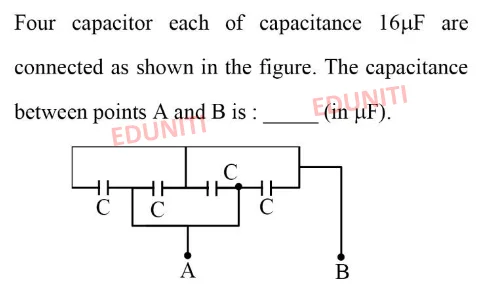 Four capacitor each of capacitance 16μF are
connected as shown in the figure. The capacitance
between points A and B is : ______ (in μF).
EDUNITI
EDUNITI
C
C C C
A B